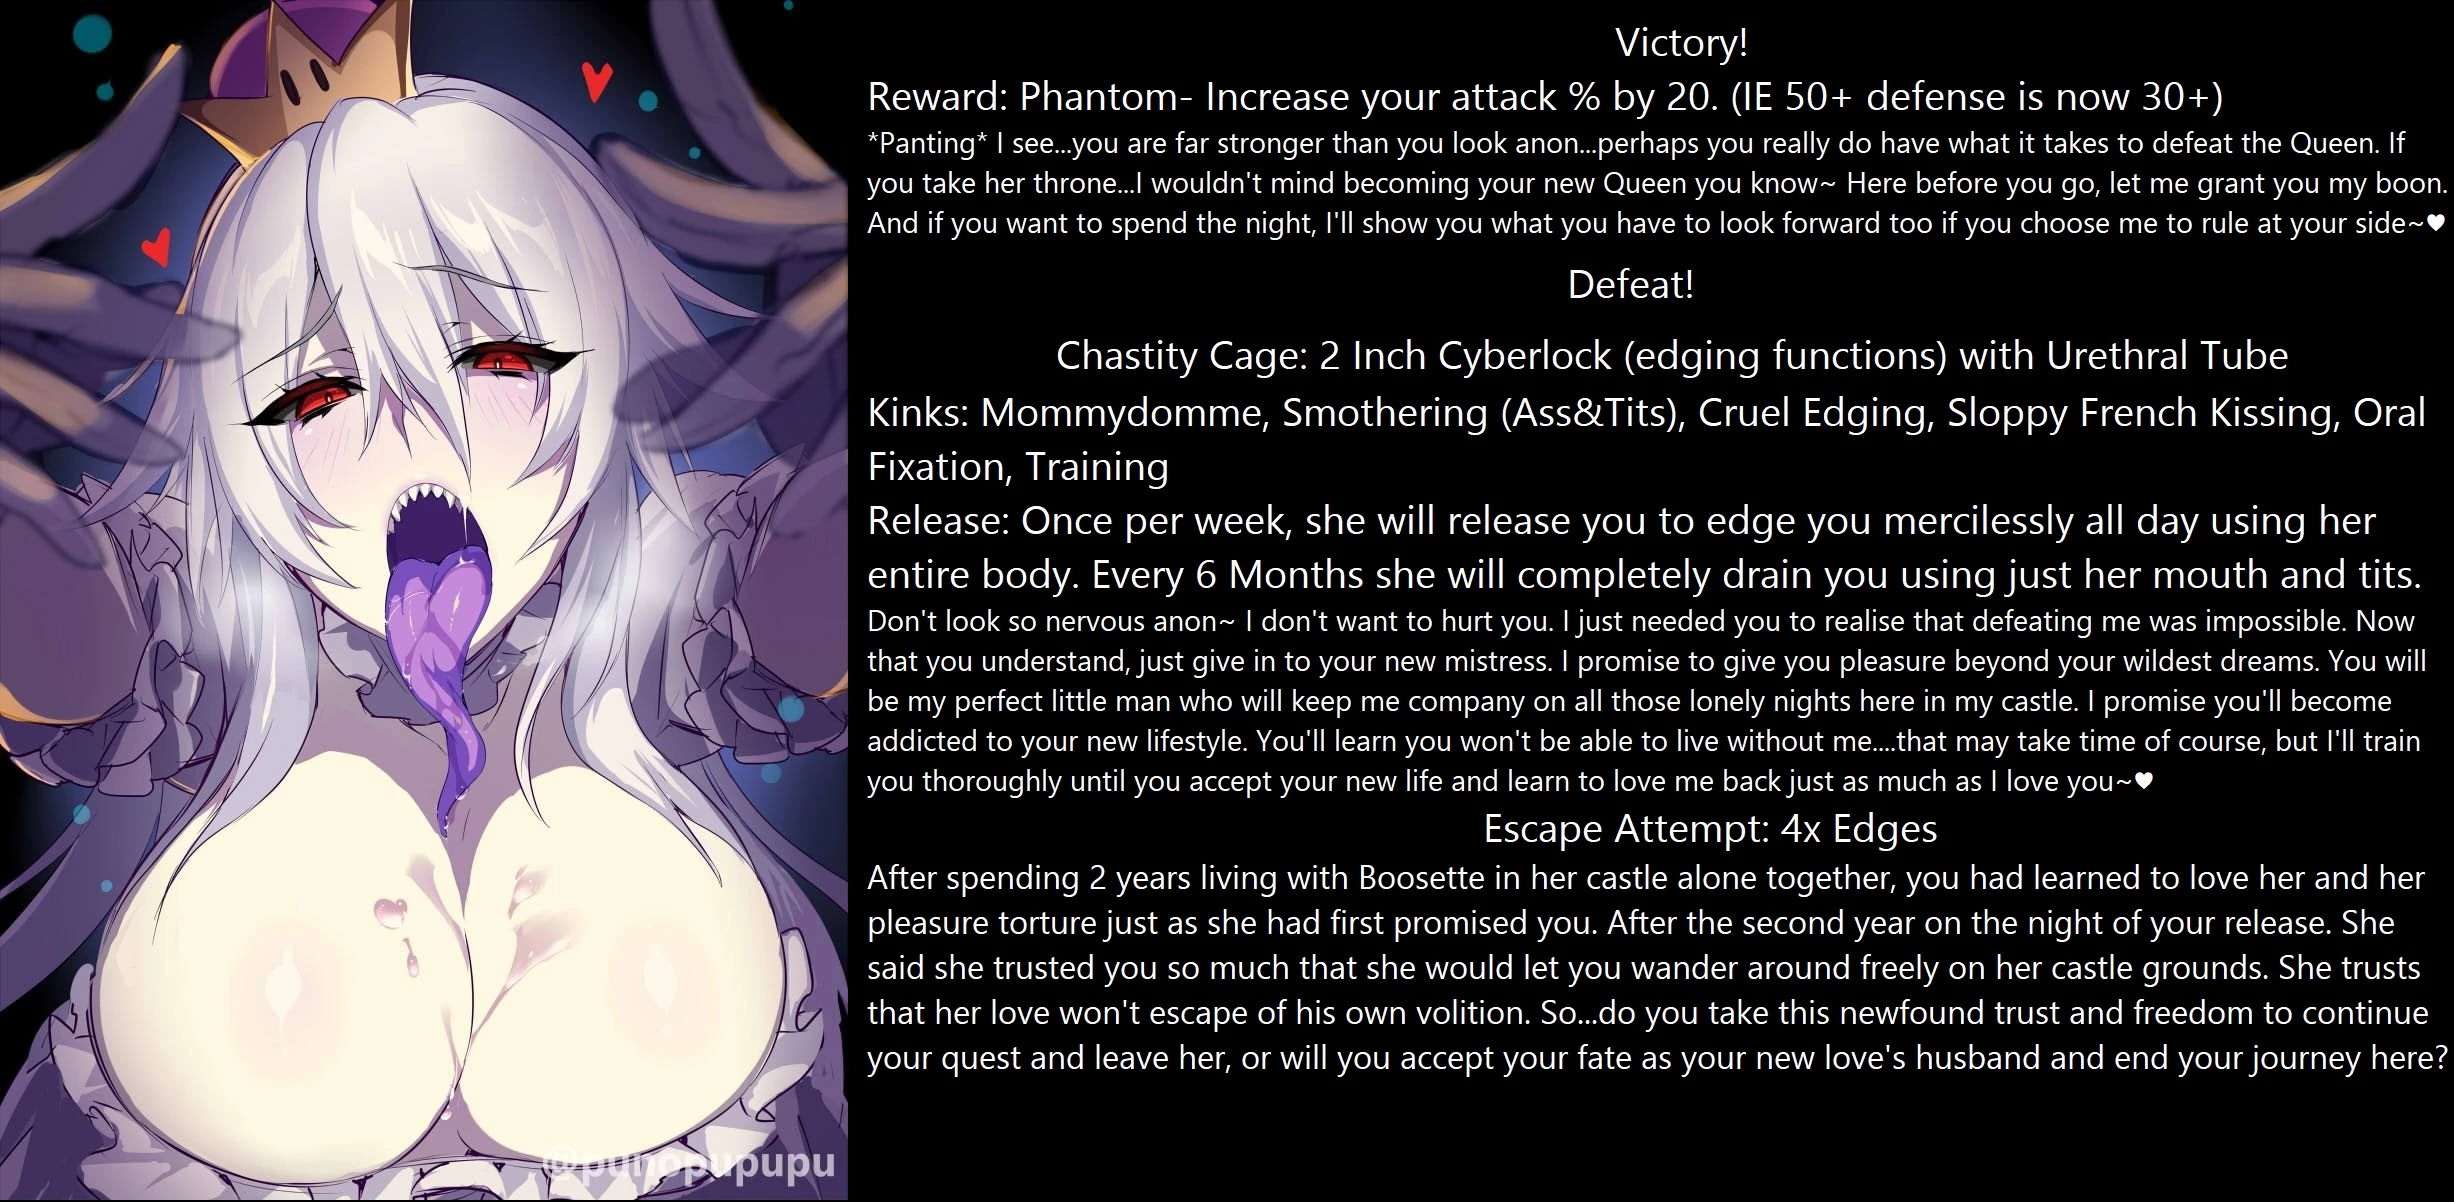 Victory!
Reward: Phantom- Increase your attack % by 20. (IE 50+ defense is now 30+)
*Panting* I see...you are far stronger than you look anon...perhaps you really do have what it takes to defeat the Queen. If
you take her throne...I wouldn't mind becoming your new Queen you know~ Here before you go, let me grant you my boon.
And if you want to spend the night, I'll show you what you have to look forward too if you choose me to rule at your side~♥
Defeat!
Chastity Cage: 2 Inch Cyberlock (edging functions) with Urethral Tube
Kinks: Mommydomme, Smothering (Ass&Tits), Cruel Edging, Sloppy French Kissing, Oral
Fixation, Training
Release: Once per week, she will release you to edge you mercilessly all day using her
entire body. Every 6 Months she will completely drain you using just her mouth and tits.
Don't look so nervous anon~ I don't want to hurt you. I just needed you to realise that defeating me was impossible. Now
that you understand, just give in to your new mistress. I promise to give you pleasure beyond your wildest dreams. You will
be my perfect little man who will keep me company on all those lonely nights here in my castle. I promise you'll become
addicted to your new lifestyle. You'll learn you won't be able to live without me....that may take time of course, but I'll train
you thoroughly until you accept your new life and learn to love me back just as much as I love you~♥
Escape Attempt: 4x Edges
After spending 2 years living with Boosette in her castle alone together, you had learned to love her and her
pleasure torture just as she had first promised you. After the second year on the night of your release. She
said she trusted you so much that she would let you wander around freely on her castle grounds. She trusts
that her love won't escape of his own volition. So...do you take this newfound trust and freedom to continue
your quest and leave her, or will you accept your fate as your new love's husband and end your journey here?
@punopupupu